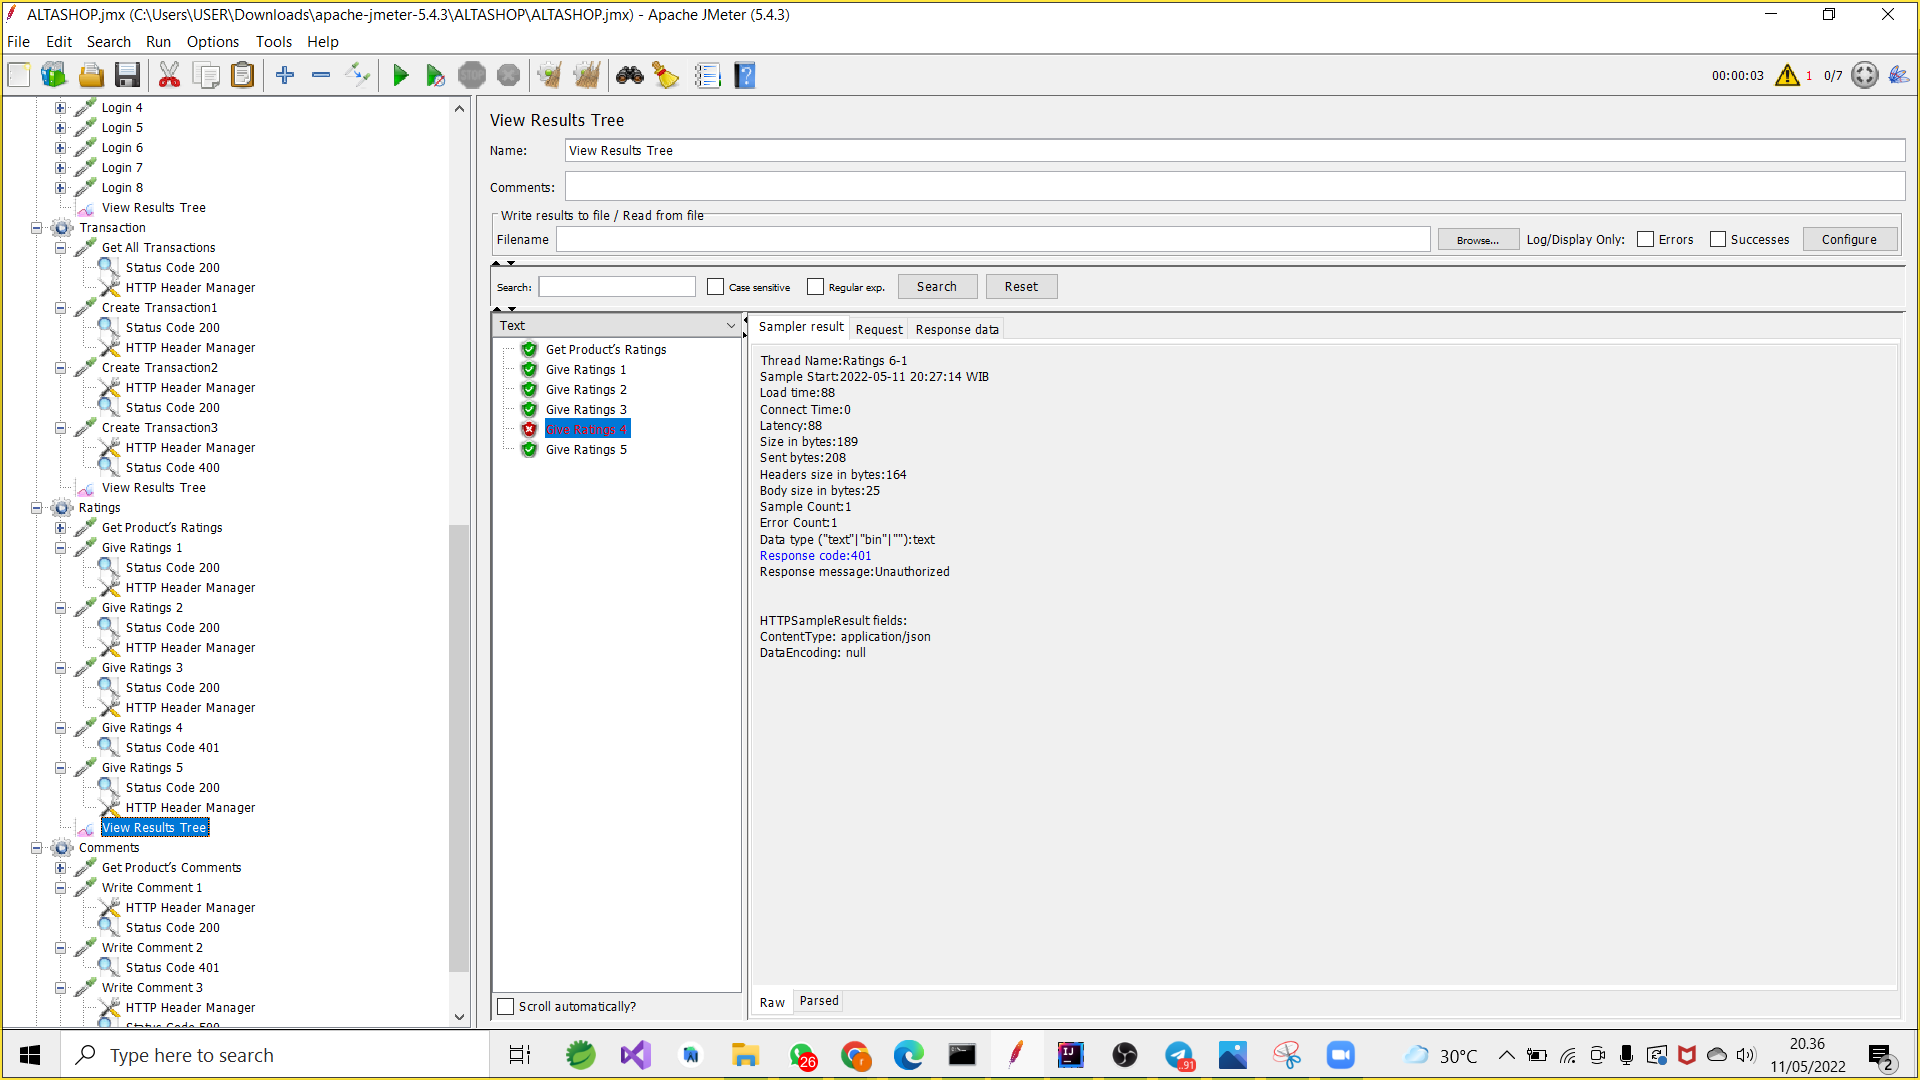 ALTASHOP.jmx (C:\Users\USER\Downloads\apache-jmeter-5.4.3\ALTASHOP\ALTASHOP.jmx) - Apache JMeter (5.4.3)
File Edit Search Run Options Tools Help
STOP
00:00:03 1 0/7
Login 4
Login 5
Login 6
Login 7
Login 8
View Results Tree
Transaction
Get All Transactions
Status Code 200
HTTP Header Manager
Create Transaction1
Status Code 200
HTTP Header Manager
Create Transaction2
HTTP Header Manager
Status Code 200
Create Transaction3
HTTP Header Manager
Status Code 400
View Results Tree
Ratings
Get Product's Ratings
Give Ratings 1
Status Code 200
HTTP Header Manager
Give Ratings 2
Status Code 200
HTTP Header Manager
Give Ratings 3
Status Code 200
HTTP Header Manager
Give Ratings 4
Status Code 401
Give Ratings 5
Status Code 200
HTTP Header Manager
View Results Tree
Comments
Get Product's Comments
Write Comment 1
HTTP Header Manager
Status Code 200
Write Comment 2
Status Code 401
Write Comment 3
HTTP Header Manager
Status Code 500
View Results Tree
Name: View Results Tree
Comments:
Write results to file / Read from file
Filename Browse... Log/Display Only: Errors Successes Configure
Search: Case sensitive Regular exp. Search Reset
Text
Get Product's Ratings
Give Ratings 1
Give Ratings 2
Give Ratings 3
Give Ratings 4
Give Ratings 5
Scroll automatically?
Sampler result Request Response data
Thread Name:Ratings 6-1
Sample Start:2022-05-11 20:27:14 WIB
Load time:88
Connect Time:0
Latency:88
Size in bytes:189
Sent bytes:208
Headers size in bytes:164
Body size in bytes:25
Sample Count:1
Error Count:1
Data type ("text"|"bin"|""):text
Response code:401
Response message:Unauthorized
HTTPSampleResult fields:
ContentType: application/json
DataEncoding: null
Raw Parsed
Type here to search
26
r
IJ
..91
30°C
20.36
11/05/2022
2